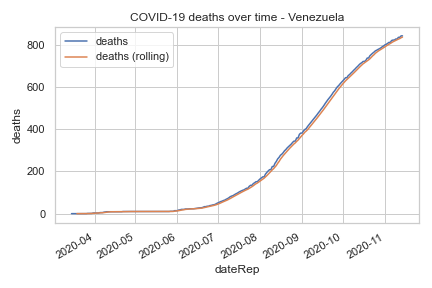 COVID-19 deaths over time - Venezuela
deaths
deaths (rolling)
800
600
400
200
0
deaths
2020-04
2020-05
2020-06
2020-07
2020-08
2020-09
2020-10
2020-11
dateRep